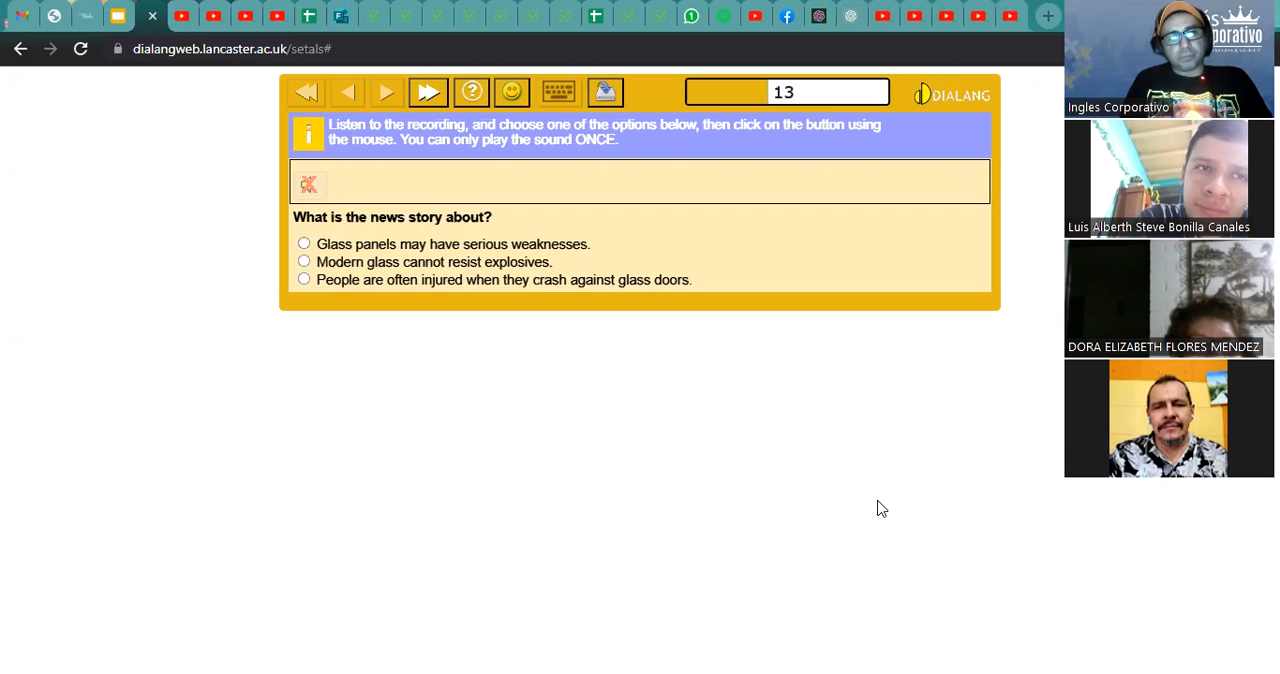 dialangweb.lancaster.ac.uk/setals#
13
DIALANG
Listen to the recording, and choose one of the options below, then click on the button using
the mouse. You can only play the sound ONCE.
What is the news story about?
Glass panels may have serious weaknesses.
Modern glass cannot resist explosives.
People are often injured when they crash against glass doors.
Ingles Corporativo
Luis Alberth Steve Bonilla Canales
DORA ELIZABETH FLORES MENDEZ